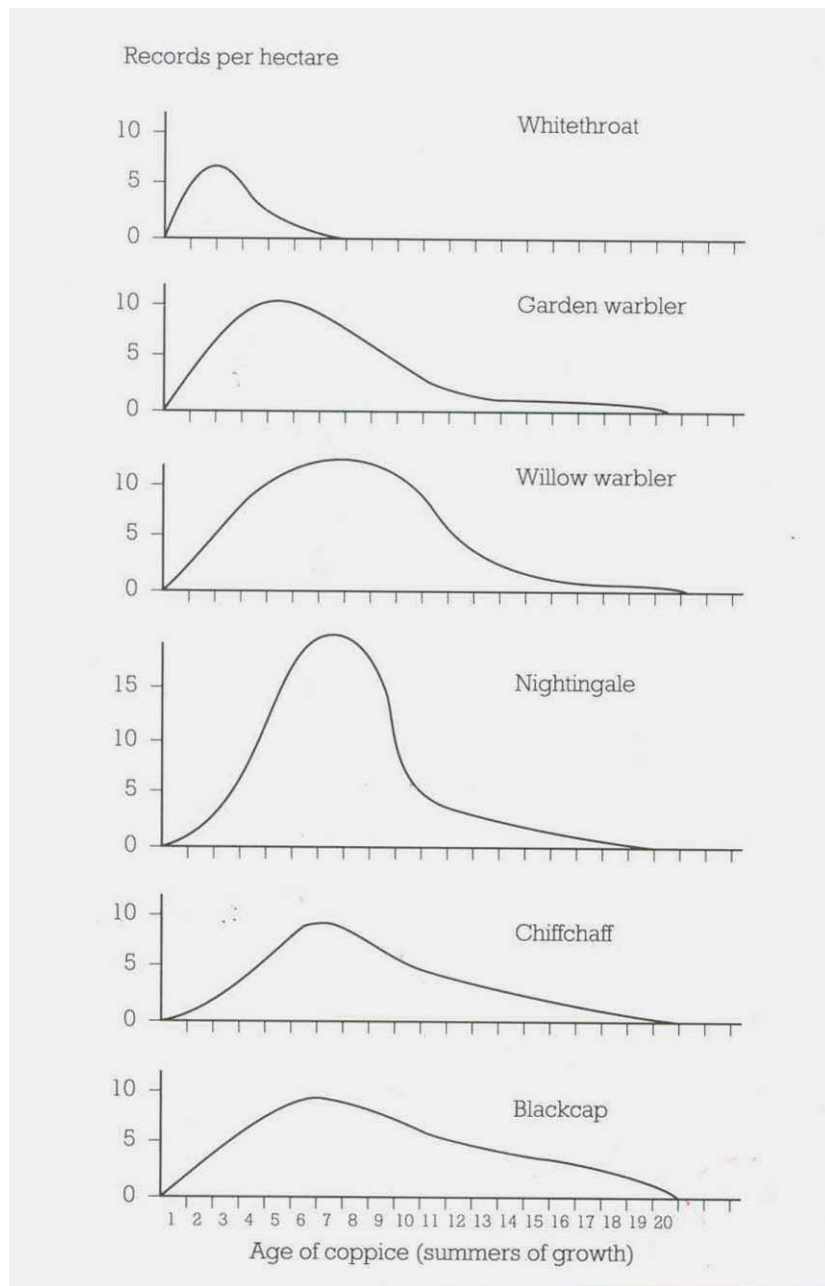 Records per hectare
Whitethroat
10
5
0
Garden warbler
10
5
0
Willow warbler
10
5
0
Nightingale
15
10
5
0
Chiffchaff
10
5
0
Blackcap
10
5
0
1 2 3 4 5 6 7 8 9 10 11 12 13 14 15 16 17 18 19 20
Age of coppice (summers of growth)